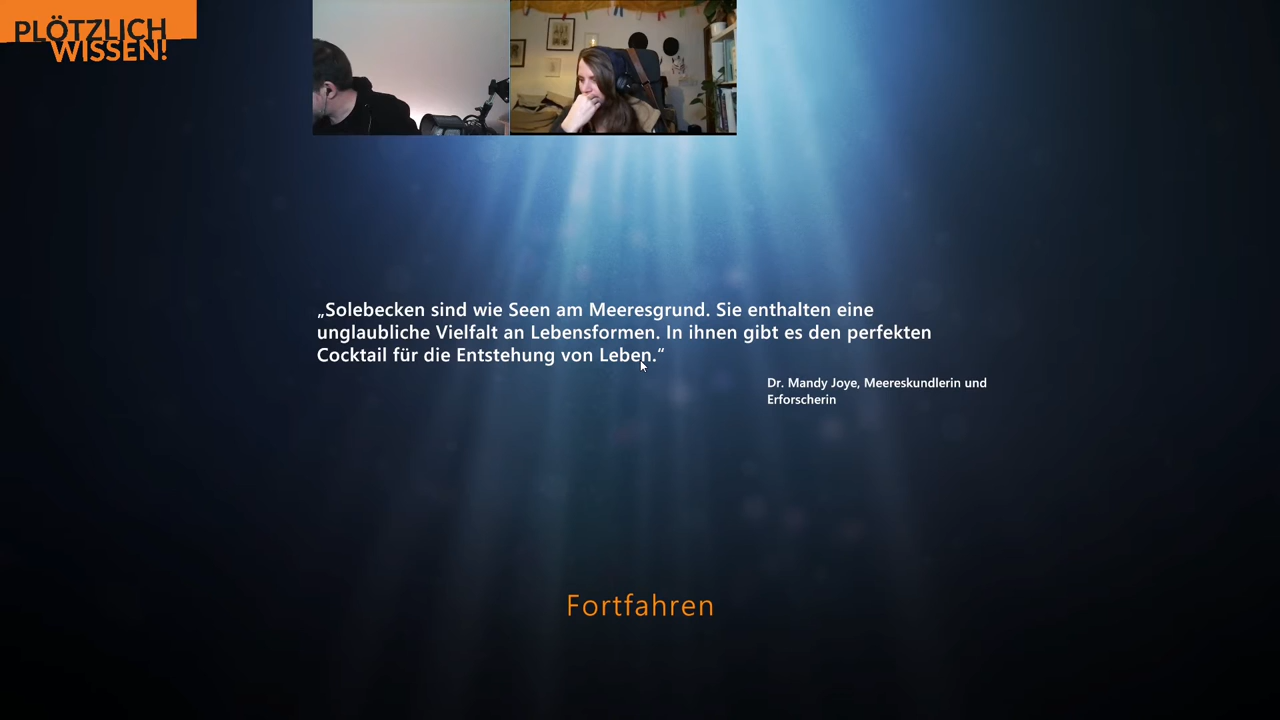 PLÖTZLICH
WISSEN!
„Solebecken sind wie Seen am Meeresgrund. Sie enthalten eine
unglaubliche Vielfalt an Lebensformen. In ihnen gibt es den perfekten
Cocktail für die Entstehung von Leben.“
Dr. Mandy Joye, Meereskundlerin und
Erforscherin
Fortfahren